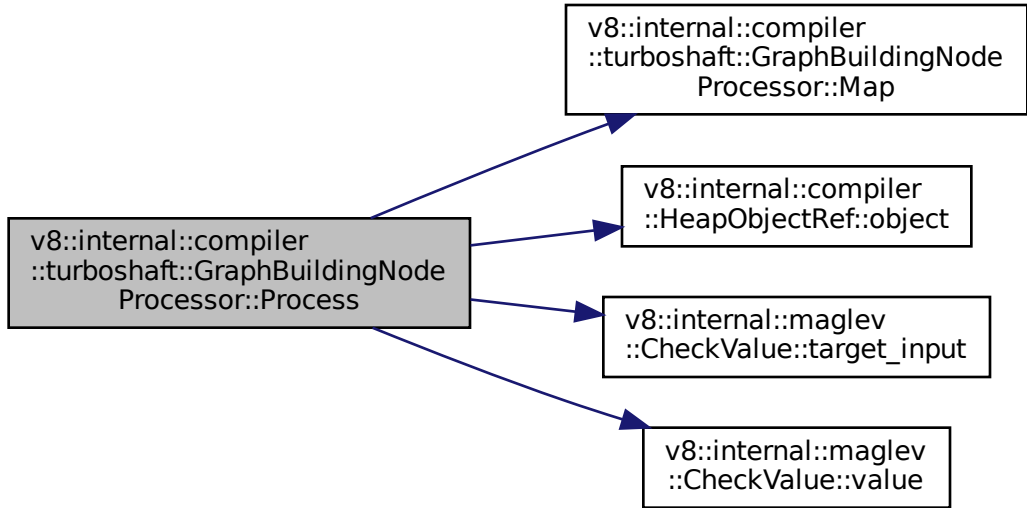 v8::internal::compiler
::turboshaft::GraphBuildingNode
Processor::Process
v8::internal::compiler
::turboshaft::GraphBuildingNode
Processor::Map
v8::internal::compiler
::HeapObjectRef::object
v8::internal::maglev
::CheckValue::target_input
v8::internal::maglev
::CheckValue::value